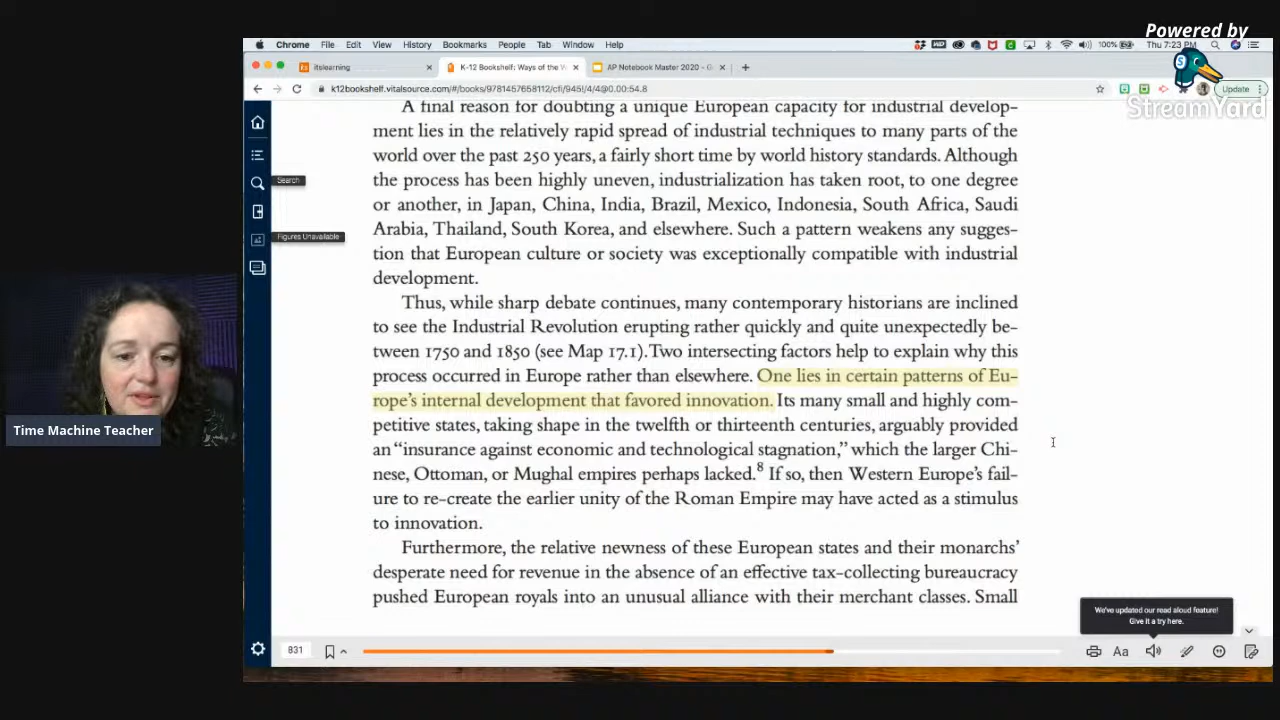 Powered by
StreamYard
Chrome File Edit View History Bookmarks People Tab Window Help
100% Thu 7:23 PM
itslearning
K-12 Bookshelf: Ways of the W
AP Notebook Master 2020 - G
k12bookshelf.vitalsource.com/#/books/9781457658112/cfi/945!/4/4@0.00:54.8
Update
Search
Figures Unavailable
A final reason for doubting a unique European capacity for industrial develop-
ment lies in the relatively rapid spread of industrial techniques to many parts of the
world over the past 250 years, a fairly short time by world history standards. Although
the process has been highly uneven, industrialization has taken root, to one degree
or another, in Japan, China, India, Brazil, Mexico, Indonesia, South Africa, Saudi
Arabia, Thailand, South Korea, and elsewhere. Such a pattern weakens any sugges-
tion that European culture or society was exceptionally compatible with industrial
development.
Thus, while sharp debate continues, many contemporary historians are inclined
to see the Industrial Revolution erupting rather quickly and quite unexpectedly be-
tween 1750 and 1850 (see Map 17.1). Two intersecting factors help to explain why this
process occurred in Europe rather than elsewhere. One lies in certain patterns of Eu-
rope's internal development that favored innovation. Its many small and highly com-
petitive states, taking shape in the twelfth or thirteenth centuries, arguably provided
an “insurance against economic and technological stagnation,” which the larger Chi-
nese, Ottoman, or Mughal empires perhaps lacked.8 If so, then Western Europe's fail-
ure to re-create the earlier unity of the Roman Empire may have acted as a stimulus
to innovation.
Furthermore, the relative newness of these European states and their monarchs'
desperate need for revenue in the absence of an effective tax-collecting bureaucracy
pushed European royals into an unusual alliance with their merchant classes. Small
Time Machine Teacher
We've updated our read aloud feature!
Give it a try here.
831
Aa